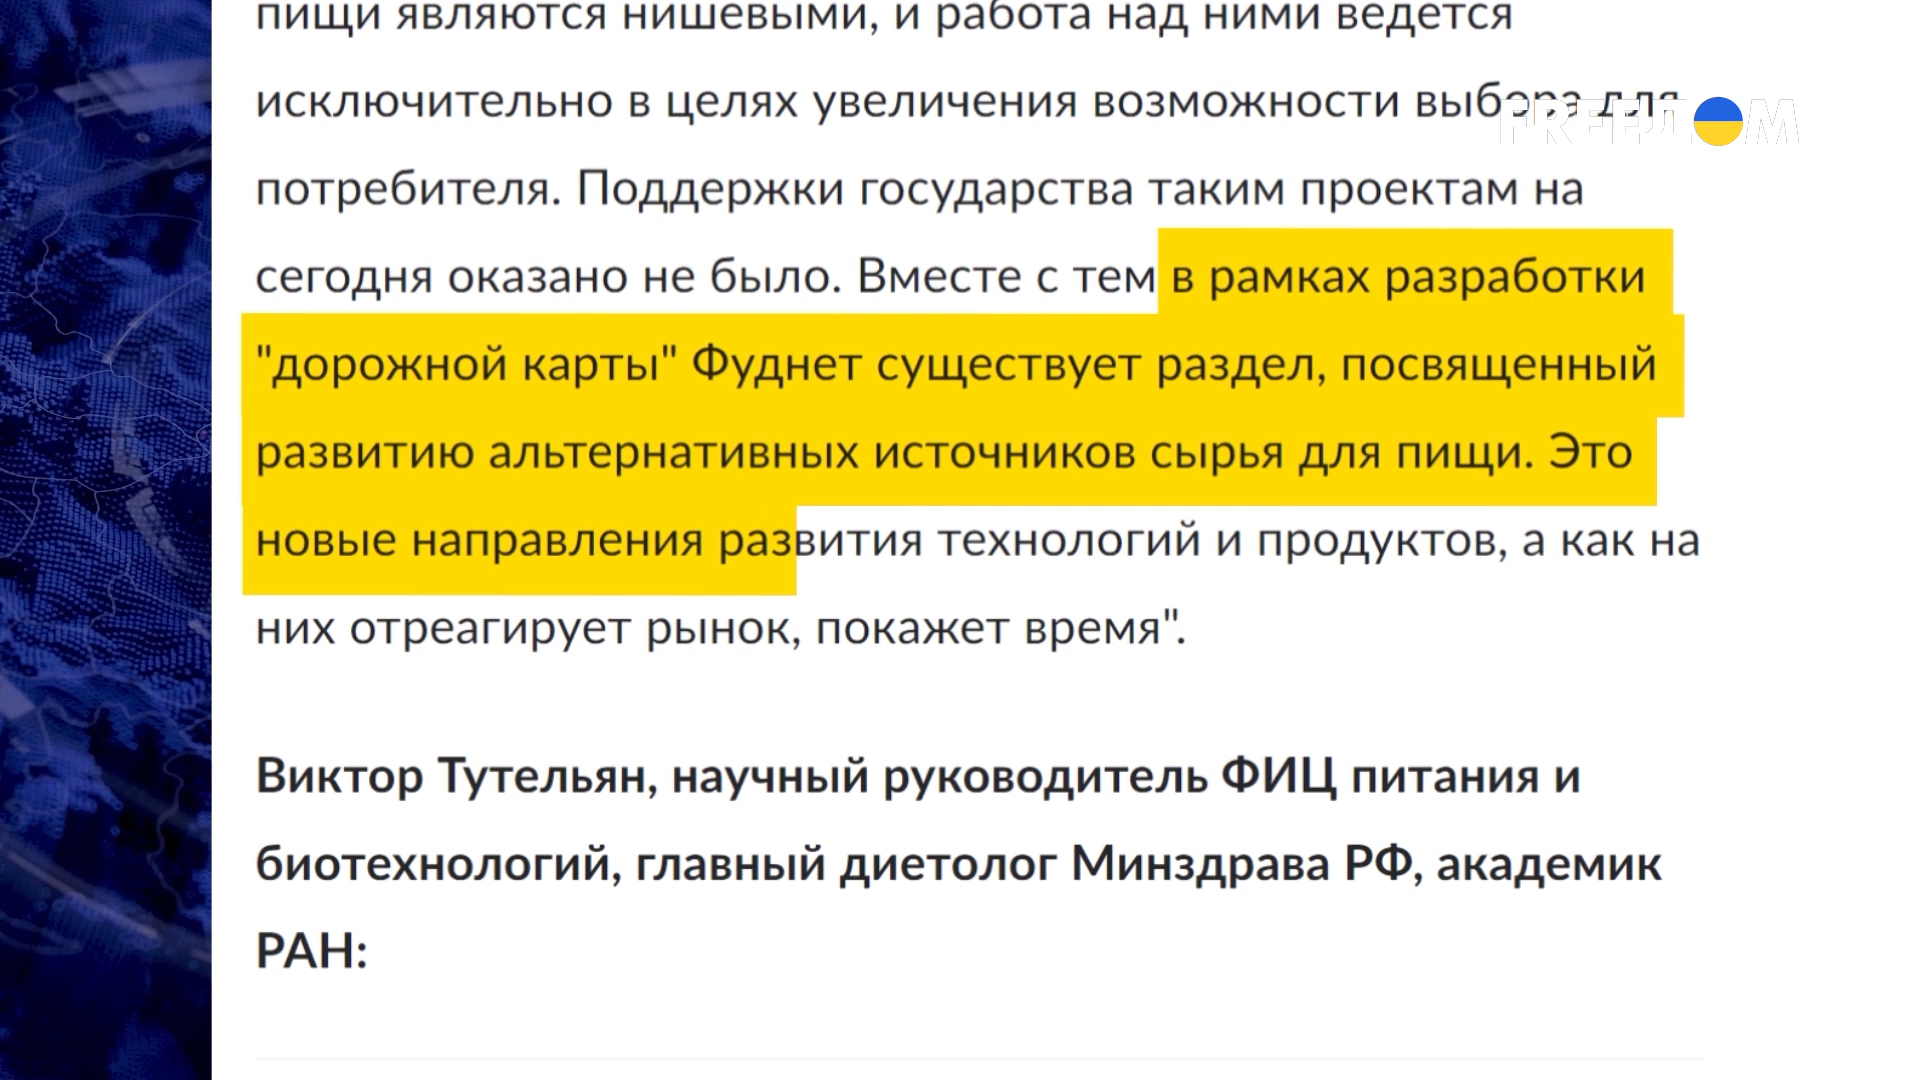 пищи являются нишевыми, и работа над ними ведется
исключительно в целях увеличения возможности выбора для
FREEДОМ
потребителя. Поддержки государства таким проектам на
сегодня оказано не было. Вместе с тем в рамках разработки
"дорожной карты" Фуднет существует раздел, посвященный
развитию альтернативных источников сырья для пищи. Это
новые направления развития технологий и продуктов, а как на
них отреагирует рынок, покажет время".
Виктор Тутельян, научный руководитель ФИЦ питания и
биотехнологий, главный диетолог Минздрава РФ, академик
РАН: